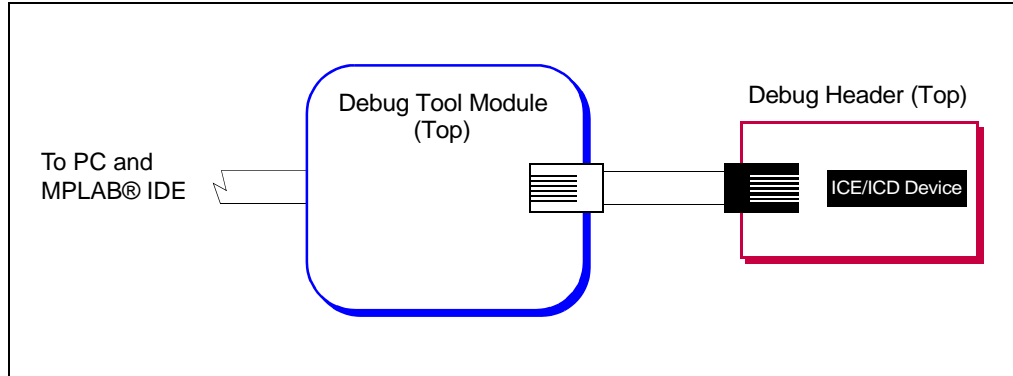 Debug Tool Module
(Top)
Debug Header (Top)
To PC and
MPLAB® IDE
ICE/ICD Device